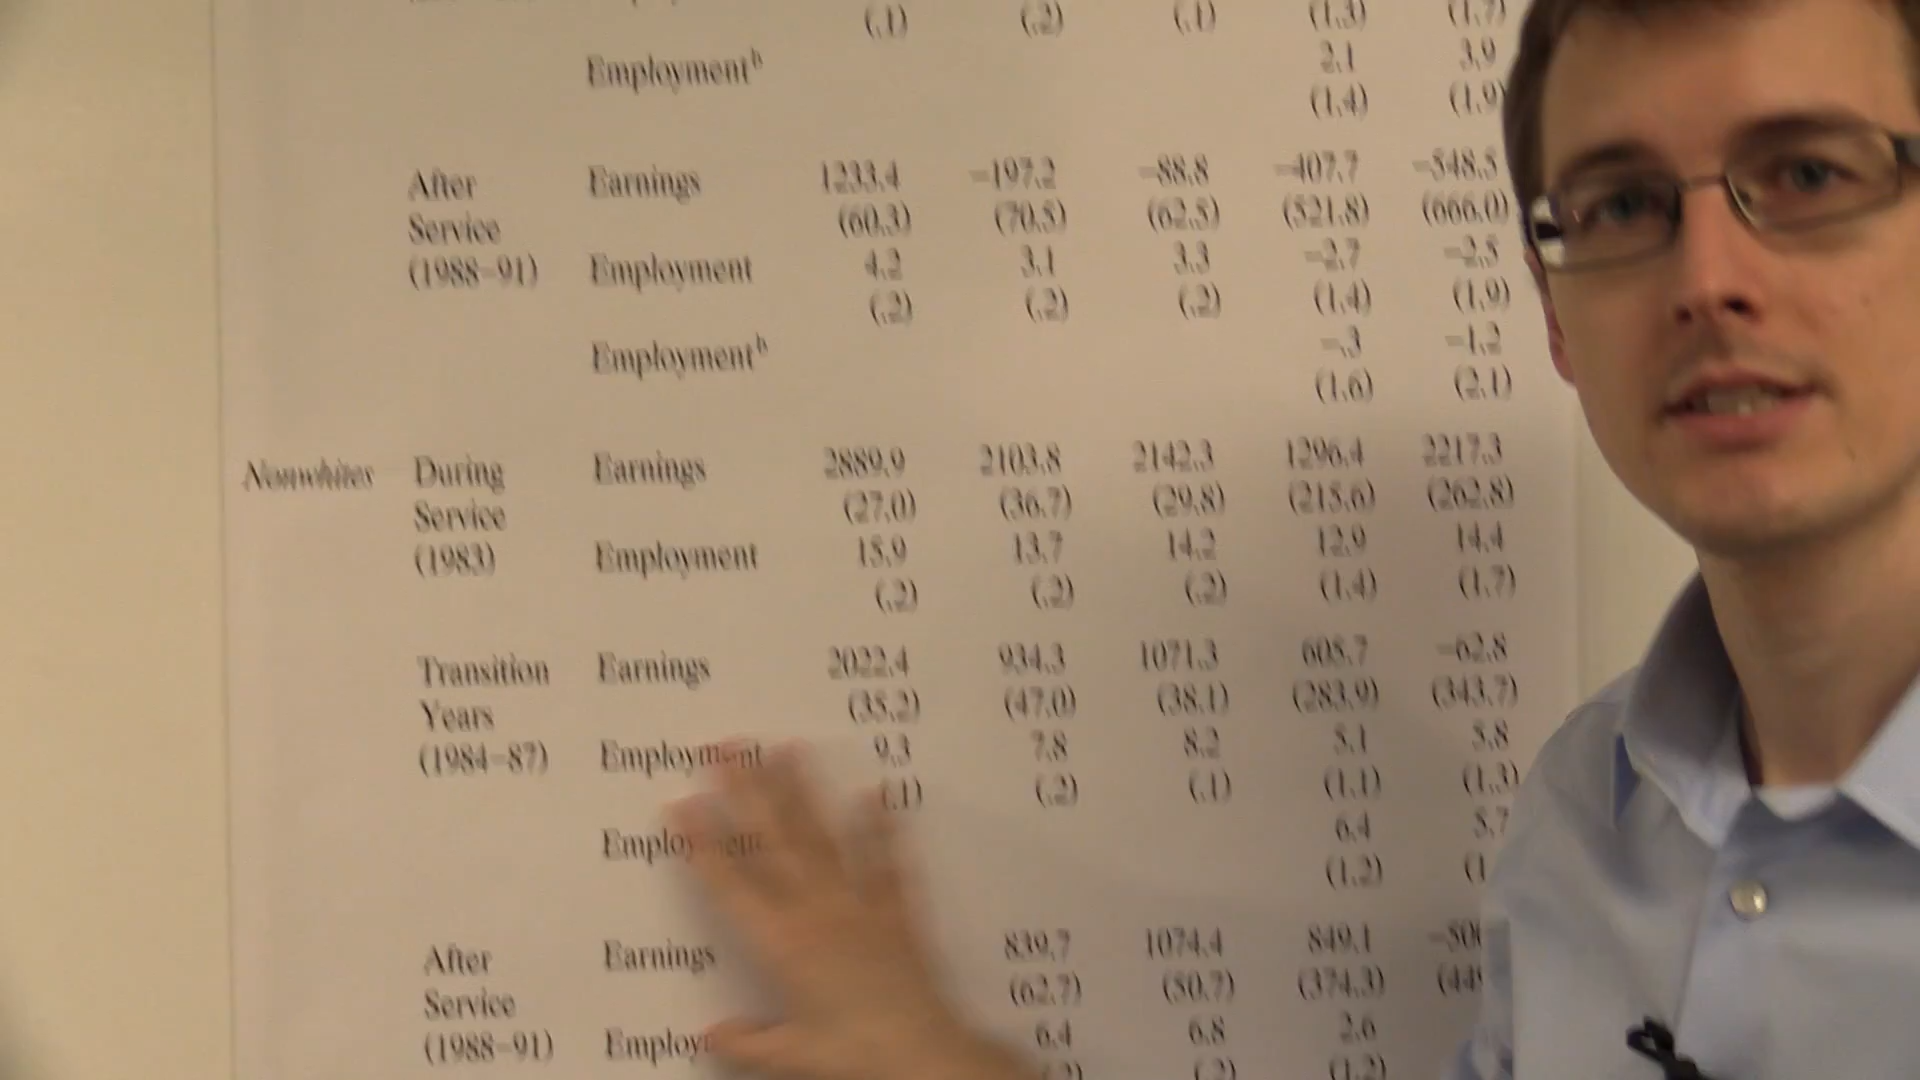 (.1) (.2) (.1) (1.3) (1.7)
Employmentᵇ 2.1 3.9
(1.4) (1.9)
After Earnings 1233.4 −197.2 −88.8 −407.7 −548.5
Service (60.3) (70.5) (62.5) (521.8) (666.0)
(1988–91) Employment 4.2 3.1 3.3 −2.7 −2.5
(.2) (.2) (.2) (1.4) (1.9)
Employmentᵇ −.3 −1.2
(1.6) (2.1)
Nonwhites During Earnings 2889.9 2103.8 2142.3 1296.4 2217.3
Service (27.0) (36.7) (29.8) (215.6) (262.8)
(1983) Employment 15.9 13.7 14.2 12.9 14.4
(.2) (.2) (.2) (1.4) (1.7)
Transition Earnings 2022.4 934.3 1071.3 605.7 −62.8
Years (35.2) (47.0) (38.1) (283.9) (343.7)
(1984–87) Employment 9.3 7.8 8.2 5.1 5.8
(.1) (.2) (.1) (1.1) (1.3)
Employment 6.4 5.7
(1.2) (1
After Earnings 839.7 1074.4 849.1
Service (62.7) (50.7) (374.3)
(1988–91) 6.4 6.8 2.6
(1.2)